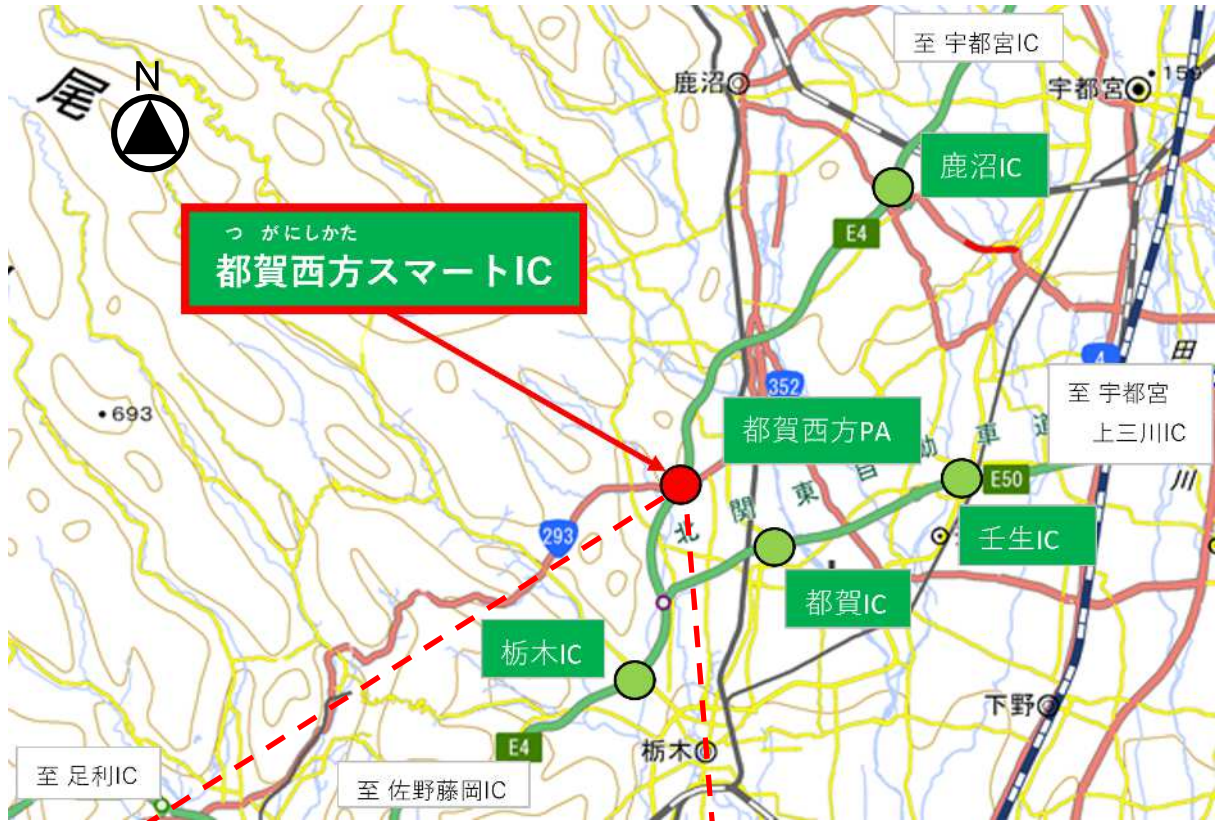 至 宇都宮IC
N
尾
鹿沼
宇都宮
159
鹿沼IC
つがにしかた
都賀西方スマートIC
E4
田
4
352
至 宇都宮
上三川IC
693
都賀西方PA
北関東自動車道
E50
川
293
壬生IC
都賀IC
栃木IC
下野
E4
栃木
至 足利IC
至 佐野藤岡IC